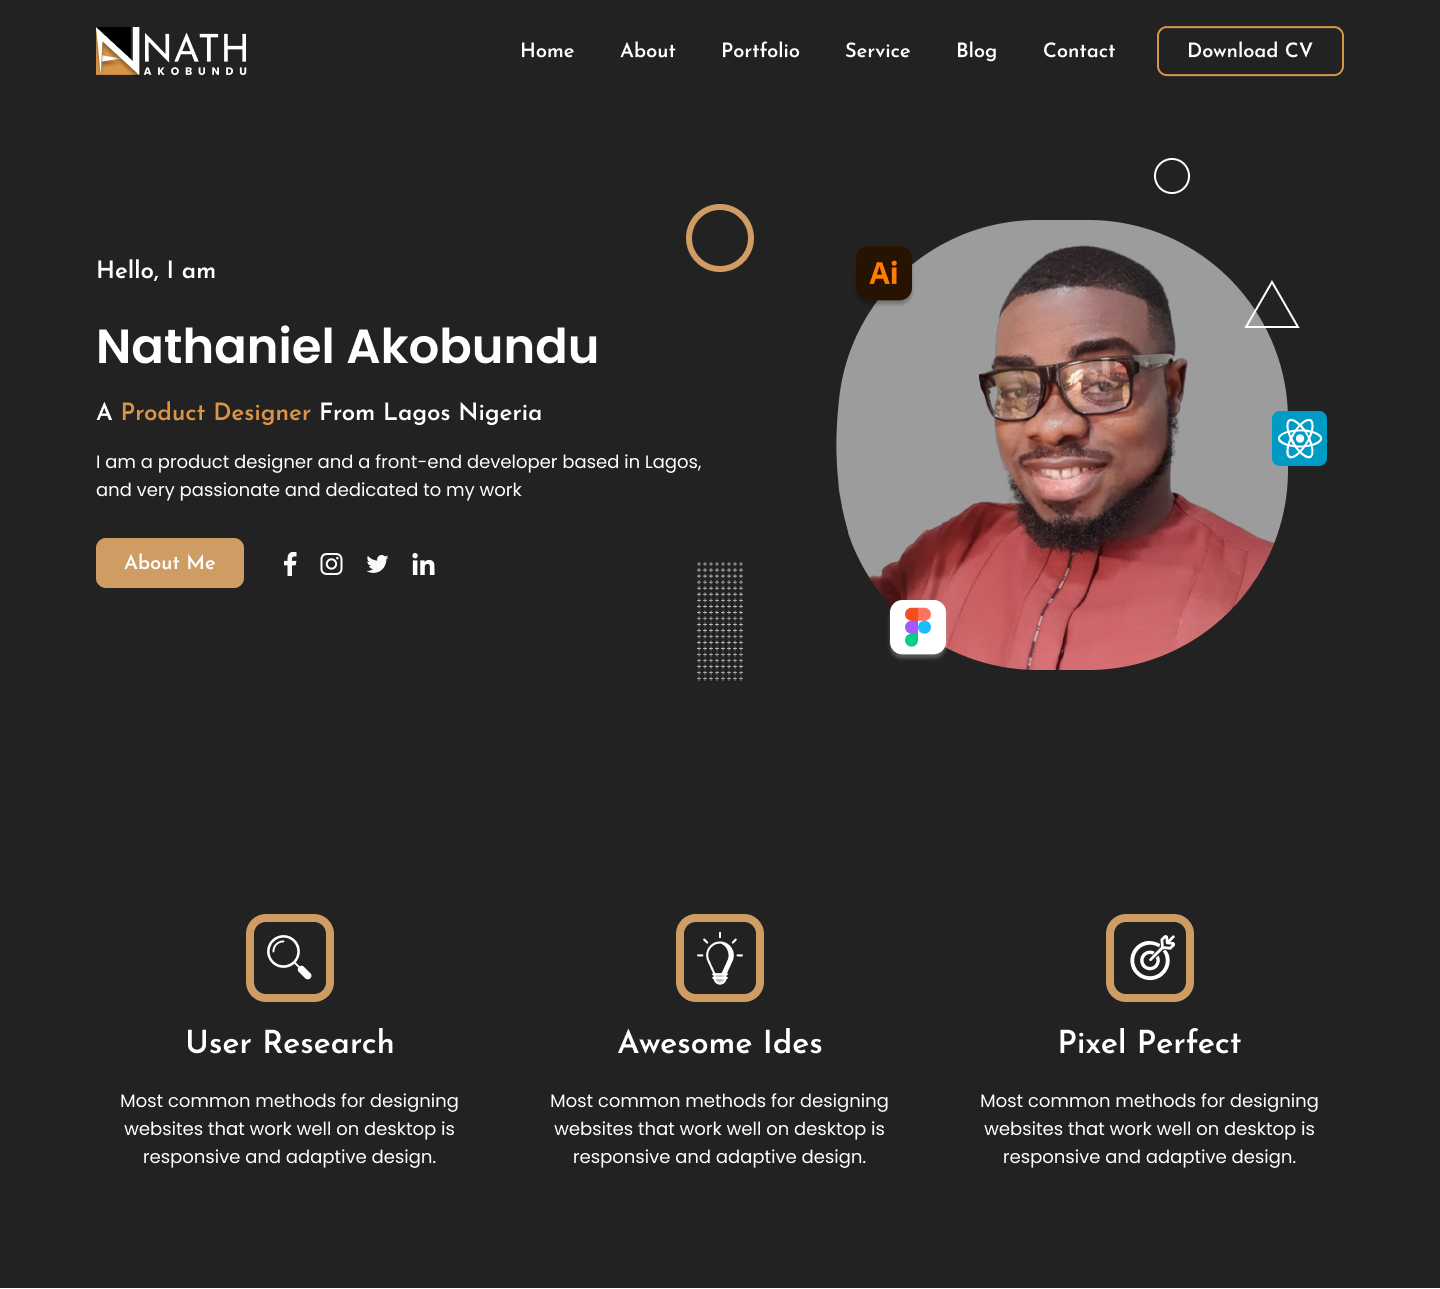 NATH
AKOBUNDU
Home About Portfolio Service Blog Contact Download CV
Hello, I am
Nathaniel Akobundu
A Product Designer From Lagos Nigeria
I am a product designer and a front-end developer based in Lagos,
and very passionate and dedicated to my work
About Me
Ai
User Research
Most common methods for designing
websites that work well on desktop is
responsive and adaptive design.
Awesome Ides
Most common methods for designing
websites that work well on desktop is
responsive and adaptive design.
Pixel Perfect
Most common methods for designing
websites that work well on desktop is
responsive and adaptive design.